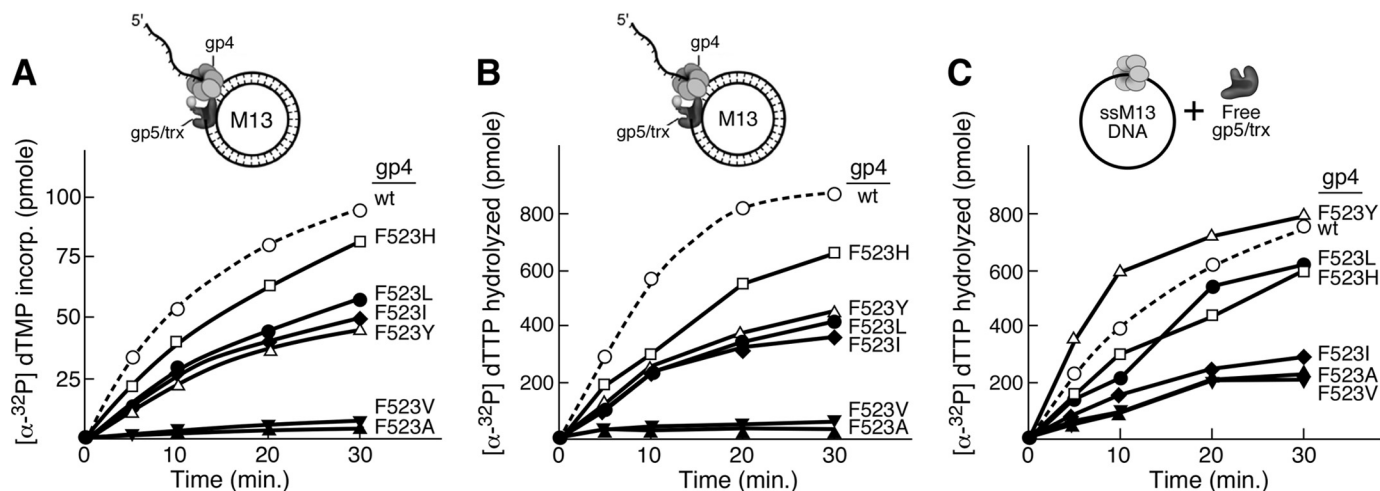 A
5'
gp4
M13
gp5/trx
[α-³²P] dTMP incorp. (pmole)
100
75
50
25
0
10
20
30
Time (min.)
gp4
wt
F523H
F523L
F523I
F523Y
F523V
F523A
B
5'
gp4
M13
gp5/trx
[α-³²P] dTTP hydrolyzed (pmole)
800
600
400
200
0
10
20
30
Time (min.)
gp4
wt
F523H
F523Y
F523L
F523I
F523V
F523A
C
ssM13
DNA
+
Free
gp5/trx
[α-³²P] dTTP hydrolyzed (pmole)
800
600
400
200
0
10
20
30
Time (min.)
gp4
F523Y
wt
F523L
F523H
F523I
F523A
F523V